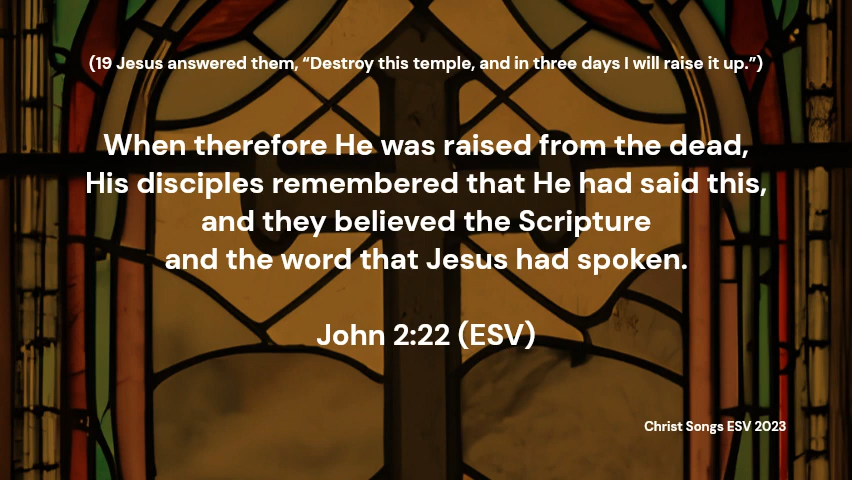 (19 Jesus answered them, “Destroy this temple, and in three days I will raise it up.”)
When therefore He was raised from the dead,
His disciples remembered that He had said this,
and they believed the Scripture
and the word that Jesus had spoken.
John 2:22 (ESV)
Christ Songs ESV 2023